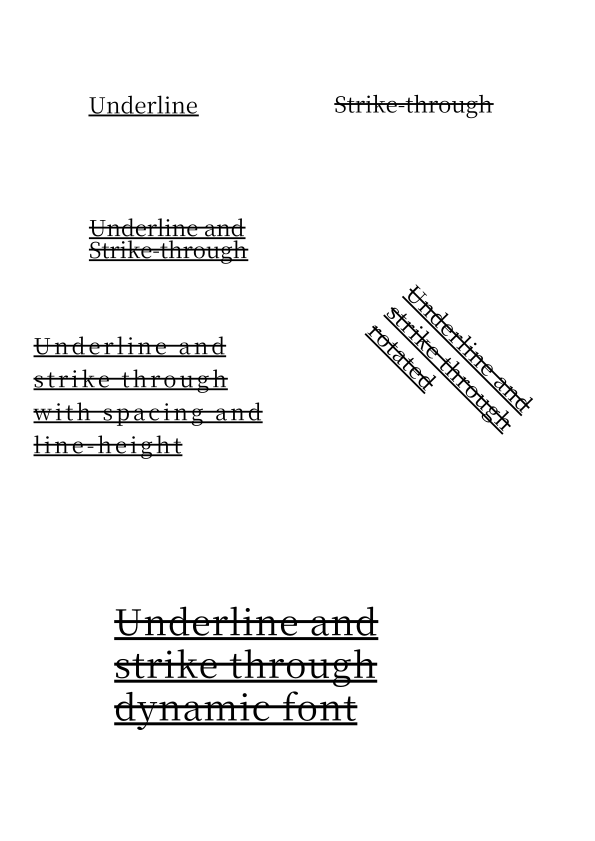 Underline
Strike-through
Underline and
Strike-through
Underline and
strike through
rotated
Underline and
strike through
with spacing and
line-height
Underline and
strike through
dynamic font